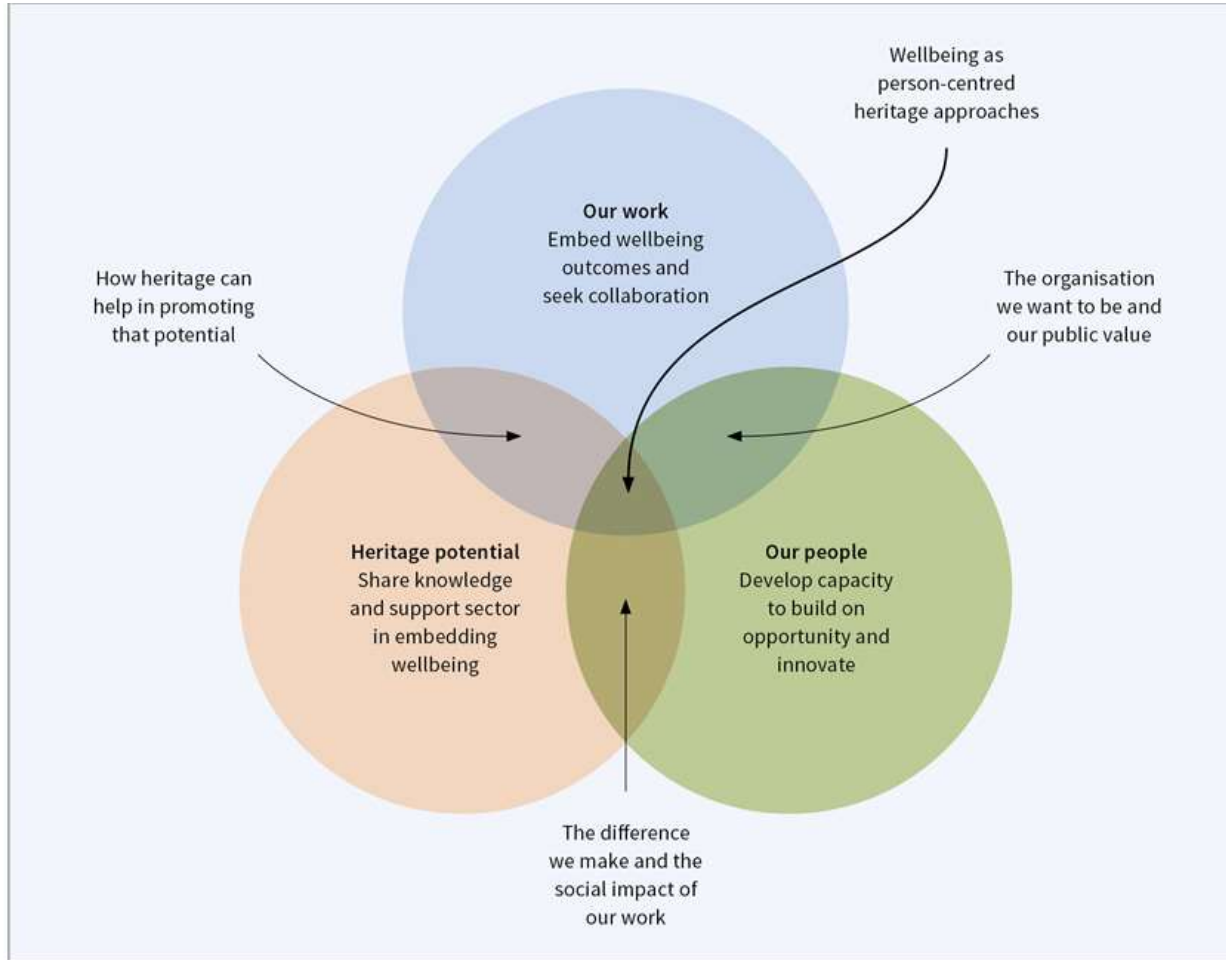 Wellbeing as
person-centred
heritage approaches
Our work
Embed wellbeing
outcomes and
seek collaboration
How heritage can
help in promoting
that potential
The organisation
we want to be and
our public value
Heritage potential
Share knowledge
and support sector
in embedding
wellbeing
Our people
Develop capacity
to build on
opportunity and
innovate
The difference
we make and the
social impact of
our work